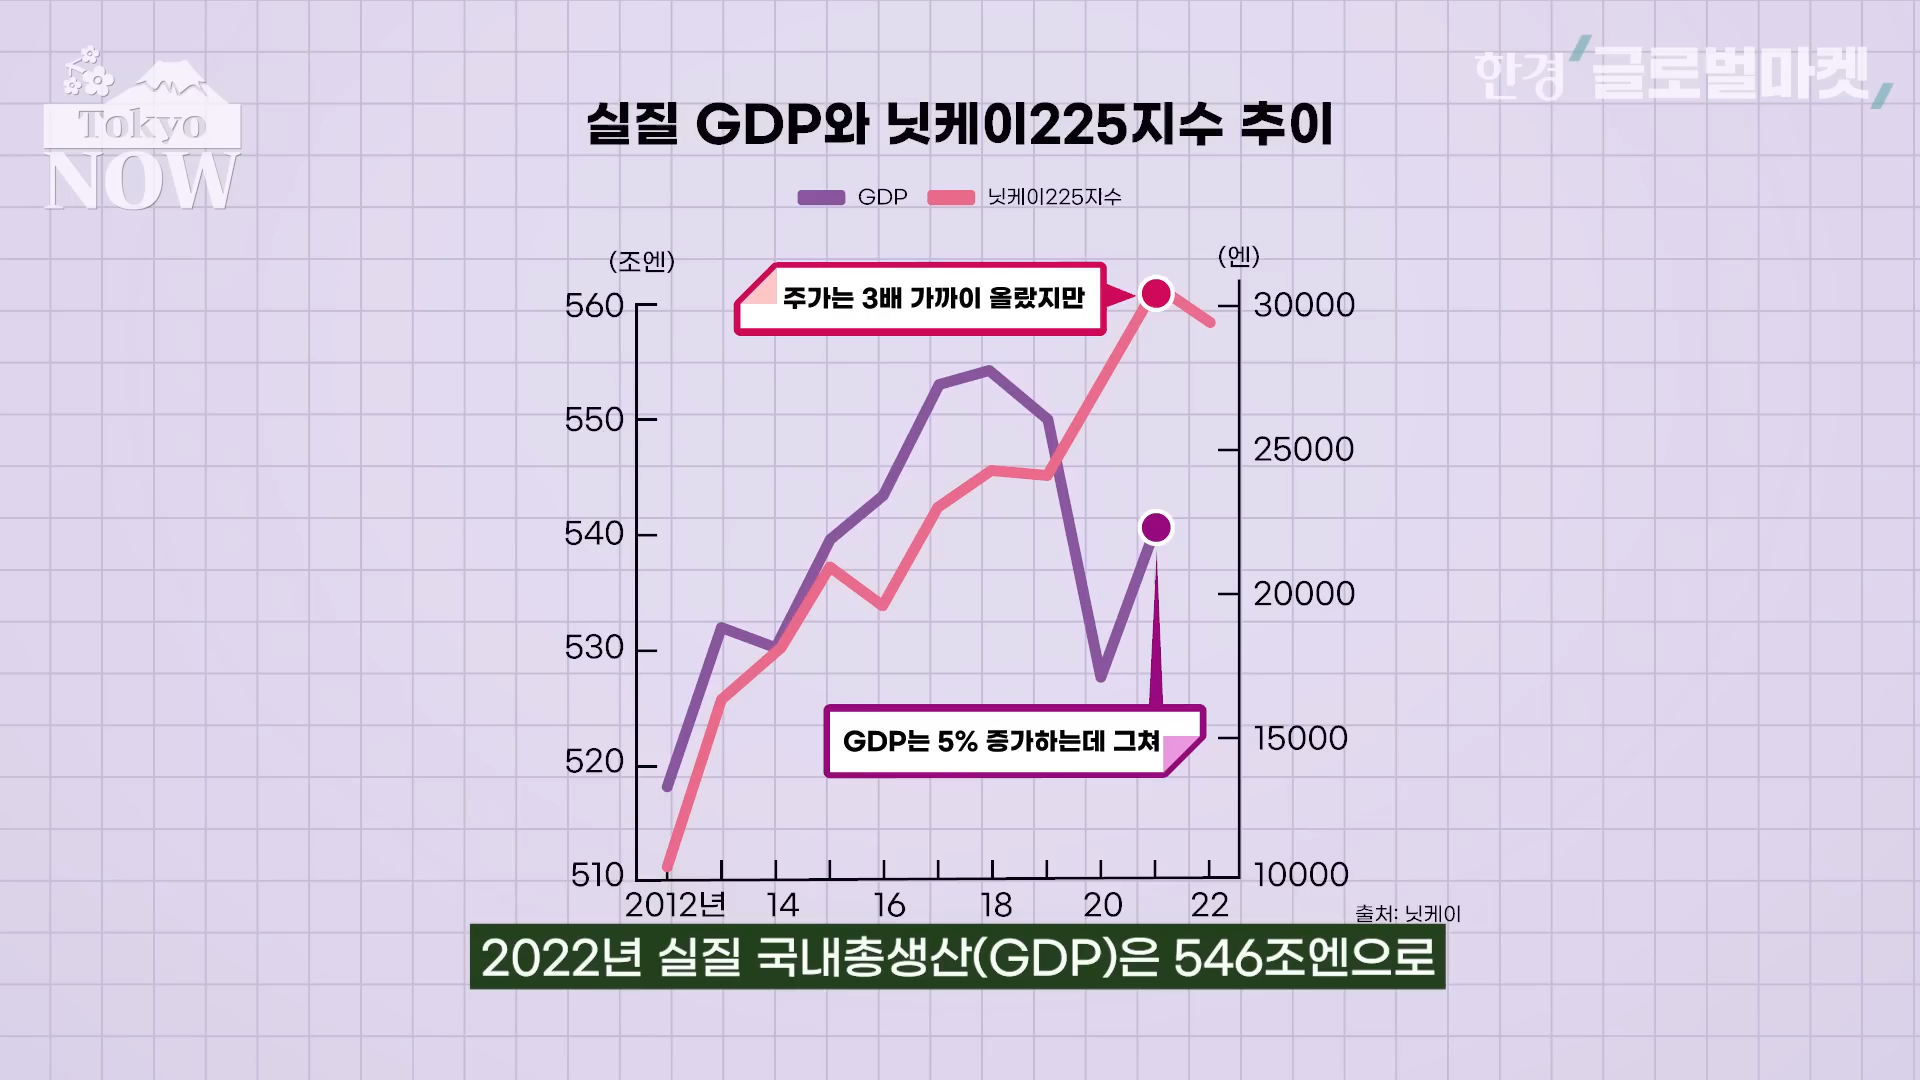 Tokyo
NOW
한경 글로벌마켓
실질 GDP와 닛케이225지수 추이
GDP 닛케이225지수
(조엔)
(엔)
주가는 3배 가까이 올랐지만
560
550
540
530
520
510
30000
25000
20000
15000
10000
GDP는 5% 증가하는데 그쳐
2012년 14 16 18 20 22
출처: 닛케이
2022년 실질 국내총생산(GDP)은 546조엔으로